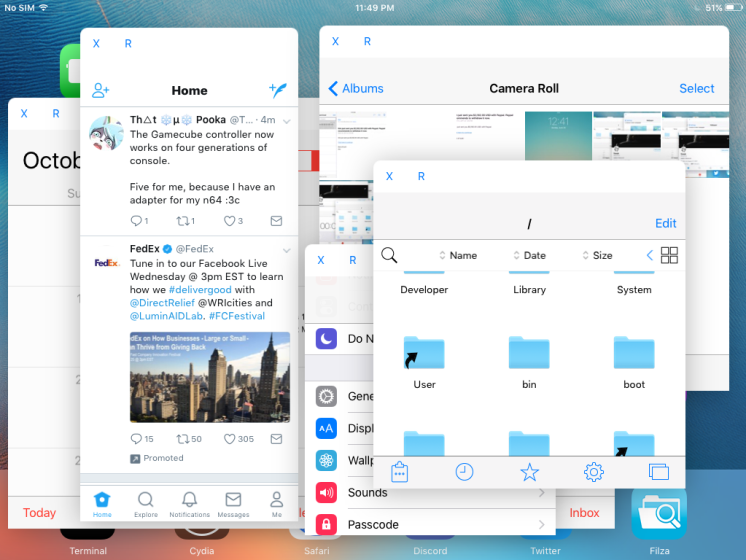 No SIM
11:49 PM
51%
X R
X R
Home
Albums
Camera Roll
Select
X R
Th△t ❄️μ❄️ Pooka @T... · 4m
The Gamecube controller now
works on four generations of
console.
Five for me, because I have an
adapter for my n64 :3c
1 1 3
FedEx @FedEx
FedEx
Tune in to our Facebook Live
Wednesday @ 3pm EST to learn
how we #delivergood with
@DirectRelief @WRIcities and
@LuminAIDLab. #FCFestival
dEx on How Businesses - Large or Small-
n Thrive from Giving Back
15 50 305
Promoted
Home Explore Notifications Messages Me
Octob
Su
1
2
2
Today
Inbox
12:41
X R
/
Edit
Name Date Size
Developer Library System
User bin boot
X R
Do N
Gene
Displ
Wallp
Sounds
Passcode
Terminal Cydia Safari Discord Twitter Filza